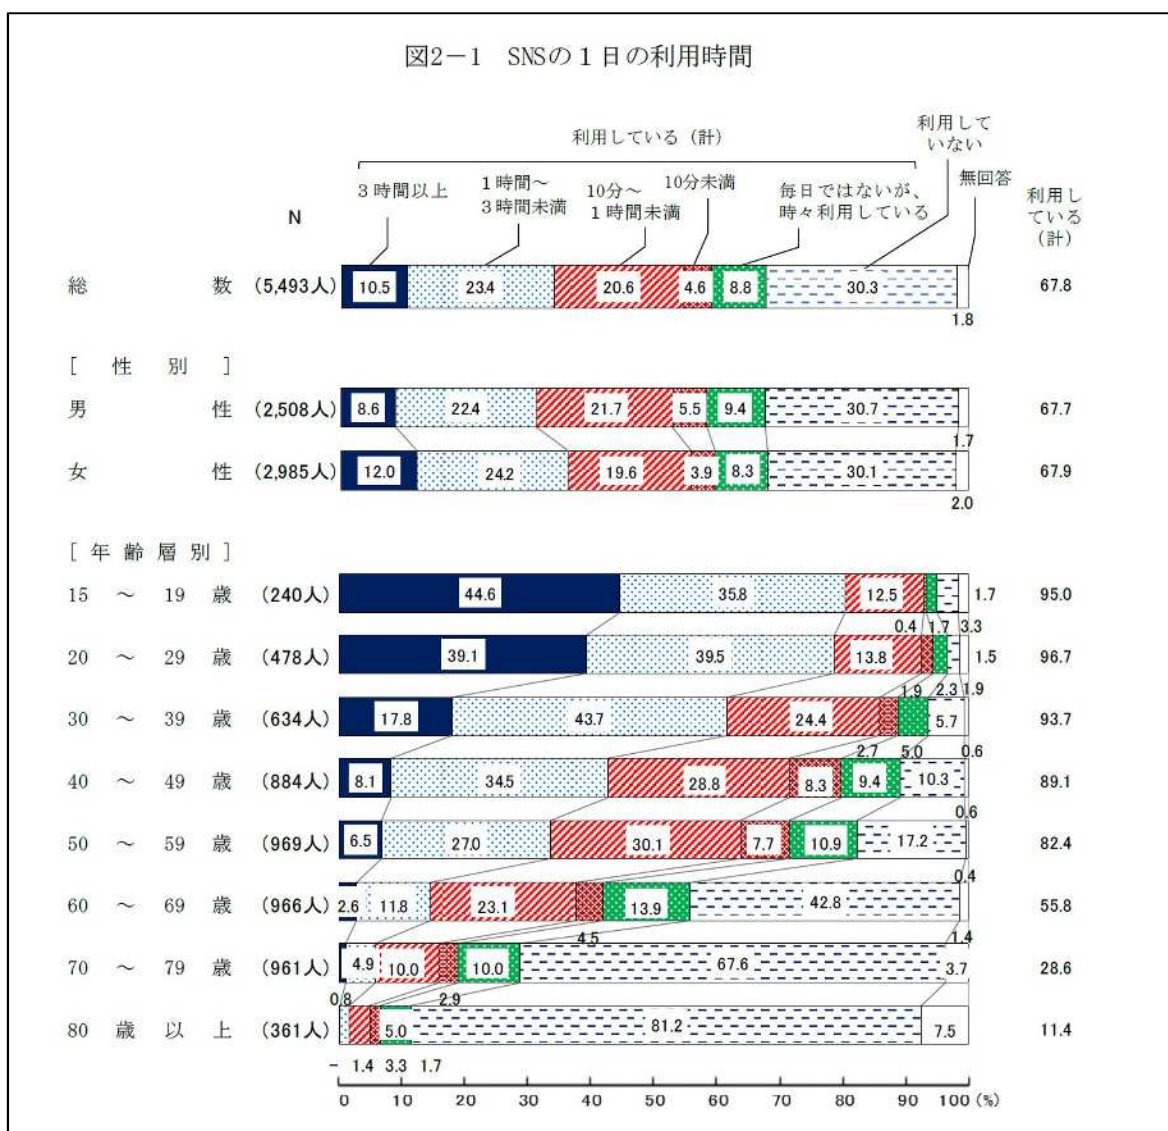 図2－1　SNSの１日の利用時間
利用している（計）
利用して
いない
無回答
３時間以上
１時間～
３時間未満
10分～
１時間未満
10分未満
毎日ではないが、
時々利用している
利用し
ている
（計）
N
総　数 (5,493人) 10.5 23.4 20.6 4.6 8.8 30.3 67.8
1.8
［ 性 別 ］
男　性 (2,508人) 8.6 22.4 21.7 5.5 9.4 30.7 67.7
1.7
女　性 (2,985人) 12.0 24.2 19.6 3.9 8.3 30.1 67.9
2.0
［ 年 齢 層 別 ］
15 ～ 19 歳 (240人) 44.6 35.8 12.5 1.7 95.0
0.4 1.7 3.3
20 ～ 29 歳 (478人) 39.1 39.5 13.8 1.5 96.7
1.9 2.3 1.9
30 ～ 39 歳 (634人) 17.8 43.7 24.4 5.7 93.7
2.7 5.0 0.6
40 ～ 49 歳 (884人) 8.1 34.5 28.8 8.3 9.4 10.3 89.1
0.6
50 ～ 59 歳 (969人) 6.5 27.0 30.1 7.7 10.9 17.2 82.4
0.4
60 ～ 69 歳 (966人) 2.6 11.8 23.1 13.9 42.8 55.8
4.5 1.4
70 ～ 79 歳 (961人) 4.9 10.0 10.0 67.6 3.7 28.6
0.8 2.9
80 歳 以 上 (361人) 5.0 81.2 7.5 11.4
- 1.4 3.3 1.7
0 10 20 30 40 50 60 70 80 90 100 (%)